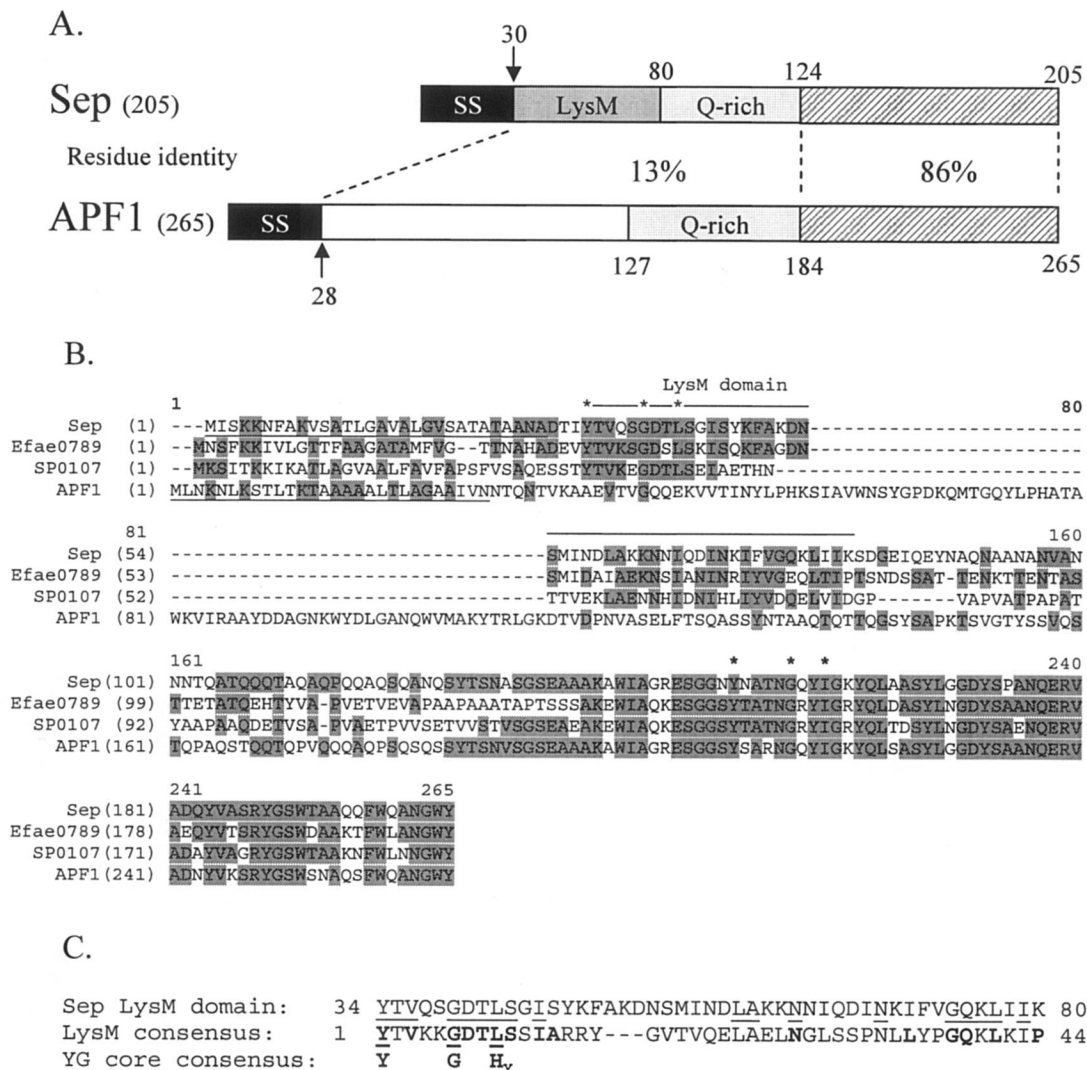 A.
30
80 124 205
Sep (205) SS LysM Q-rich
Residue identity 13% 86%
APF1 (265) SS Q-rich
127 184 265
28
B.
LysM domain
* * *
1 80
Sep (1) ---MISKKNFAKVSATLGAVALGVSATATAANADTIYTVQSGDTLSGISYKFAKDN------------------------
Efae0789 (1) --MNSFKKIVLGTTFAAGATAMFVG--TTNAHADEVYTVKSGDSLSKISQKFAGDN------------------------
SP0107 (1) --MKSITKKIKATLAGVAALFAVFAPSFVSAQESSTYTVKEGDTLSEIAETHN---------------------------
APF1 (1) MLNKNLKSTLTKTAAAAALTLAGAAIVNNTQNTVKAAEVTVGQQEKVVTINYLPHKSIAVWNSYGPDKQMTGQYLPHATA
81 160
Sep (54) ---------------------------------SMINDLAKKNNIQDINKIFVGQKLIIKSDGEIQEYNAQNAANANVAN
Efae0789 (53) ---------------------------------SMIDAIAEKNSIANINRIYVGEQLTIPTSNDSSAT-TENKTTENTAS
SP0107 (52) ---------------------------------TTVEKLAENNHIDNIHLIYVDQELVIDGP-------VAPVATPAPAT
APF1 (81) WKVIRAAYDDAGNKWYDLGANQWVMAKYTRLGKDTVDPNVASELFTSQASSYNTAAQTQTTQGSYSAPKTSVGTYSSVQS
* * *
161 240
Sep(101) NNTQATQQQTAQAQPQQAQSQANQSYTSNASGSEAAAKAWIAGRESGGNYNATNGQYIGKYQLAASYLGGDYSPANQERV
Efae0789 (99) TTETATQEHTYVA-PVETVEVAPAAPAAATAPTSSSAKEWIAQKESGGSYTATNGRYIGRYQLDASYLNGDYSAANQERV
SP0107 (92) YAAPAAQDETVSA-PVAETPVVSETVVSTVSGSEAEAKEWIAQKESGGSYTATNGRYIGRYQLTDSYLNGDYSAENQERV
APF1(161) TQPAQSTQQTQPVQQQAQPSQSQSSYTSNVSGSEAAAKAWIAGRESGGSYSARNGQYIGKYQLSASYLGGDYSAANQERV
241 265
Sep(181) ADQYVASRYGSWTAAQQFWQANGWY
Efae0789(178) AEQYVTSRYGSWDAAKTFWLANGWY
SP0107(171) ADAYVAGRYGSWTAAKNFWLNNGWY
APF1(241) ADNYVKSRYGSWSNAQSFWQANGWY
C.
Sep LysM domain: 34 YTVQSGDTLSGISYKFAKDNSMINDLAKKNNIQDINKIFVGQKLIIK 80
LysM consensus: 1 YTVKKGDTLSSIARRY---GVTVQELAELNGLSSPNLLYPGQKLKIP 44
YG core consensus: Y G Hy